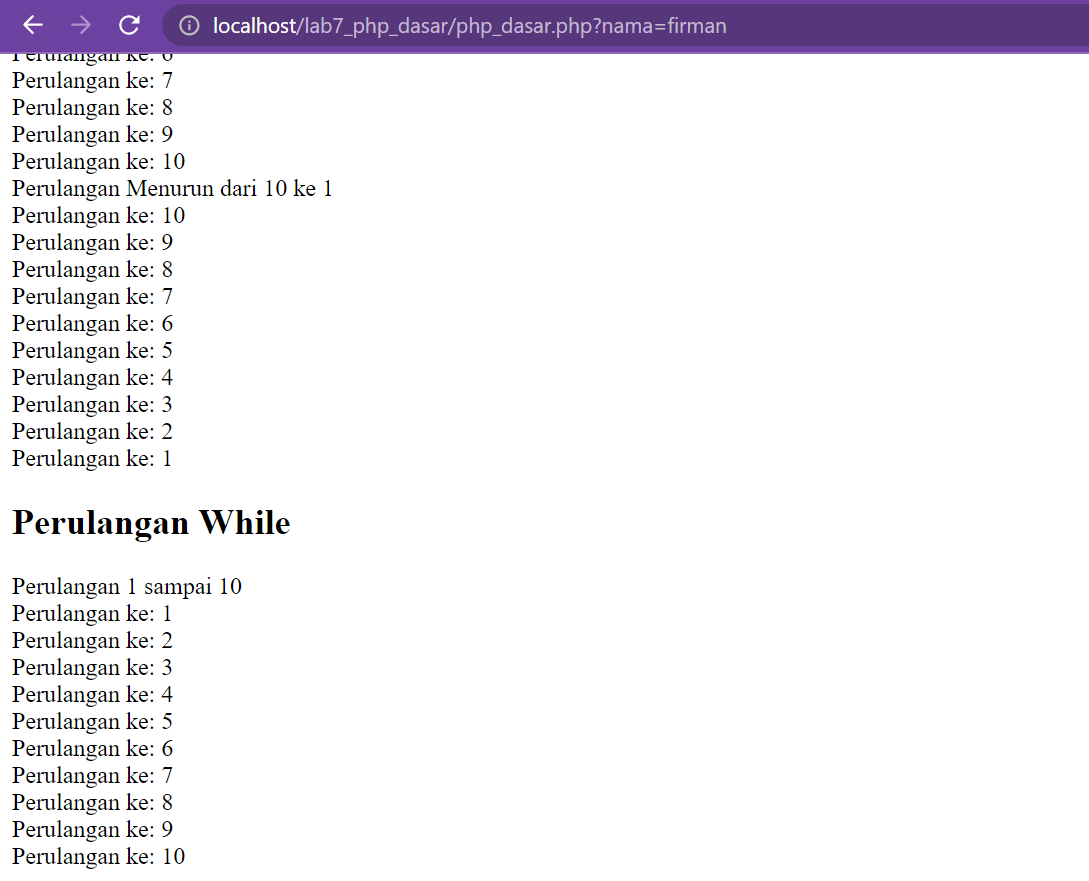 localhost/lab7_php_dasar/php_dasar.php?nama=firman
Perulangan ke: 6
Perulangan ke: 7
Perulangan ke: 8
Perulangan ke: 9
Perulangan ke: 10
Perulangan Menurun dari 10 ke 1
Perulangan ke: 10
Perulangan ke: 9
Perulangan ke: 8
Perulangan ke: 7
Perulangan ke: 6
Perulangan ke: 5
Perulangan ke: 4
Perulangan ke: 3
Perulangan ke: 2
Perulangan ke: 1
Perulangan While
Perulangan 1 sampai 10
Perulangan ke: 1
Perulangan ke: 2
Perulangan ke: 3
Perulangan ke: 4
Perulangan ke: 5
Perulangan ke: 6
Perulangan ke: 7
Perulangan ke: 8
Perulangan ke: 9
Perulangan ke: 10